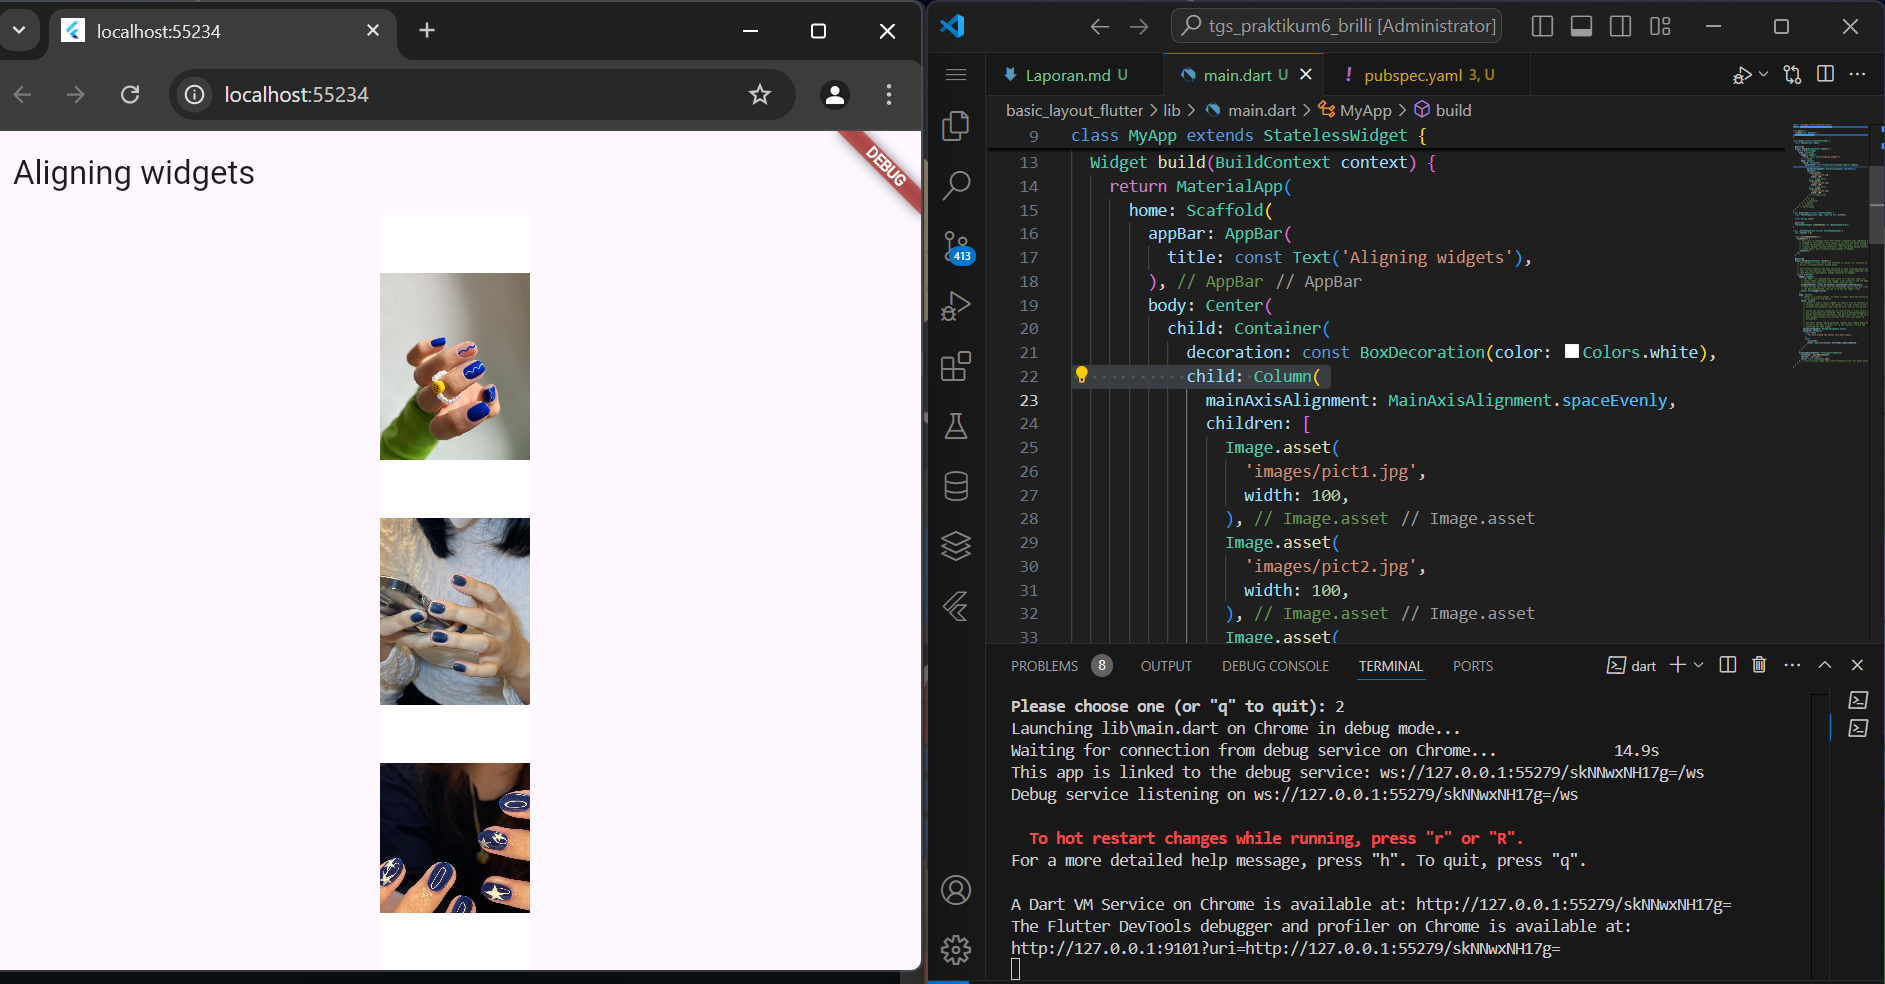 localhost:55234
localhost:55234
Aligning widgets
DEBUG
tgs_praktikum6_brilli [Administrator]
Laporan.md U
main.dart U
! pubspec.yaml 3, U
basic_layout_flutter > lib > main.dart > MyApp > build
9 class MyApp extends StatelessWidget {
13 Widget build(BuildContext context) {
14 return MaterialApp(
15 home: Scaffold(
16 appBar: AppBar(
17 title: const Text('Aligning widgets'),
18 ), // AppBar // AppBar
19 body: Center(
20 child: Container(
21 decoration: const BoxDecoration(color: Colors.white),
22 child: Column(
23 mainAxisAlignment: MainAxisAlignment.spaceEvenly,
24 children: [
25 Image.asset(
26 'images/pict1.jpg',
27 width: 100,
28 ), // Image.asset // Image.asset
29 Image.asset(
30 'images/pict2.jpg',
31 width: 100,
32 ), // Image.asset // Image.asset
33 Image.asset(
413
PROBLEMS 8 OUTPUT DEBUG CONSOLE TERMINAL PORTS dart
Please choose one (or "q" to quit): 2
Launching lib\main.dart on Chrome in debug mode...
Waiting for connection from debug service on Chrome... 14.9s
This app is linked to the debug service: ws://127.0.0.1:55279/skNNwxNH17g=/ws
Debug service listening on ws://127.0.0.1:55279/skNNwxNH17g=/ws
To hot restart changes while running, press "r" or "R".
For a more detailed help message, press "h". To quit, press "q".
A Dart VM Service on Chrome is available at: http://127.0.0.1:55279/skNNwxNH17g=
The Flutter DevTools debugger and profiler on Chrome is available at:
http://127.0.0.1:9101?uri=http://127.0.0.1:55279/skNNwxNH17g=